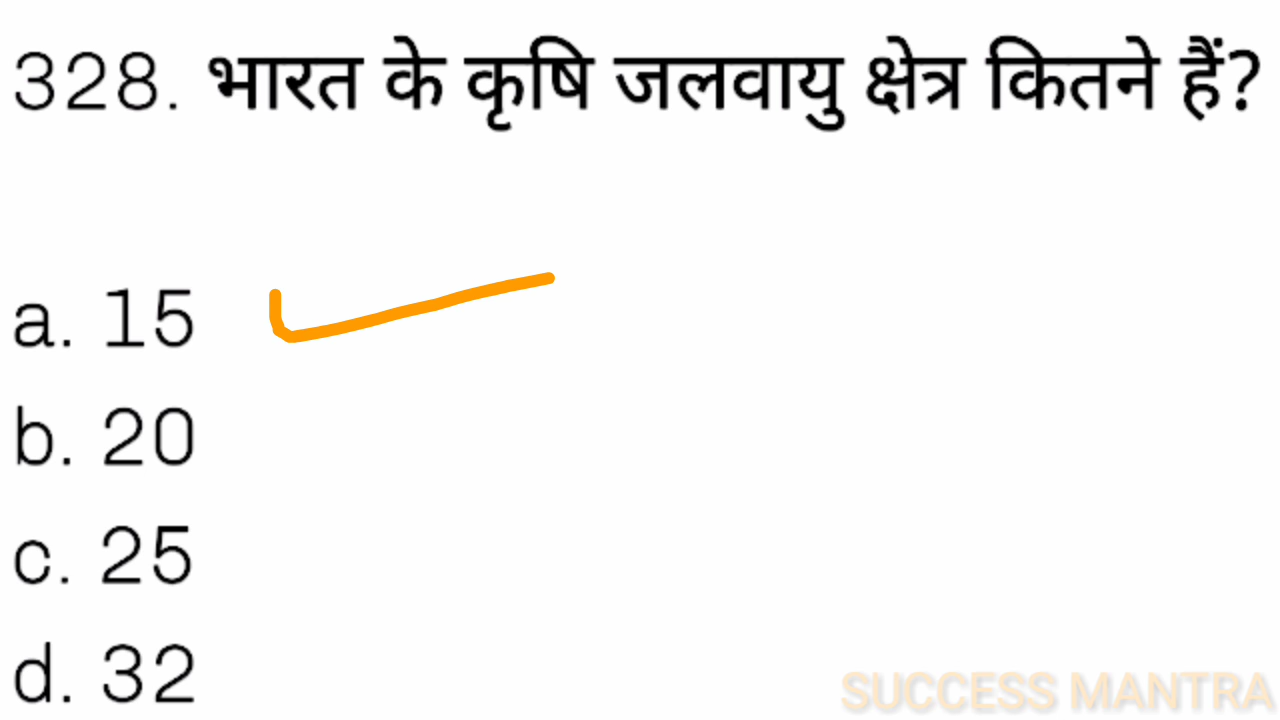 328. भारत के कृषि जलवायु क्षेत्र कितने हैं?
a. 15
b. 20
c. 25
d. 32
SUCCESS MANTRA